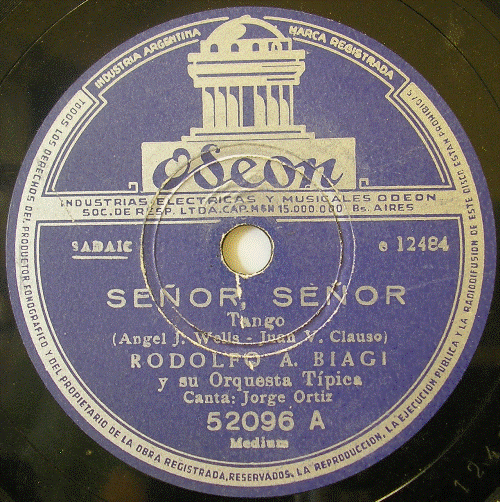 INDUSTRIA ARGENTINA
MARCA REGISTRADA
Odeon
INDUSTRIAS ELECTRICAS Y MUSICALES ODEON
SOC. DE RESP. LTDA. CAP. M$N 15.000.000 Bs. AIRES
SADAIC
e 12484
SEÑOR, SEÑOR
Tango
(Angel J. Wells - Juan V. Clauso)
RODOLFO A. BIAGI
y su Orquesta Típica
Canta: Jorge Ortiz
52096 A
Medium
TODOS LOS DERECHOS DEL PRODUCTOR FONOGRAFICO Y DEL PROPIETARIO DE LA OBRA REGISTRADA, RESERVADOS. LA REPRODUCCION, LA EJECUCION PUBLICA Y LA RADIODIFUSION DE ESTE DISCO ESTAN PROHIBIDAS
124